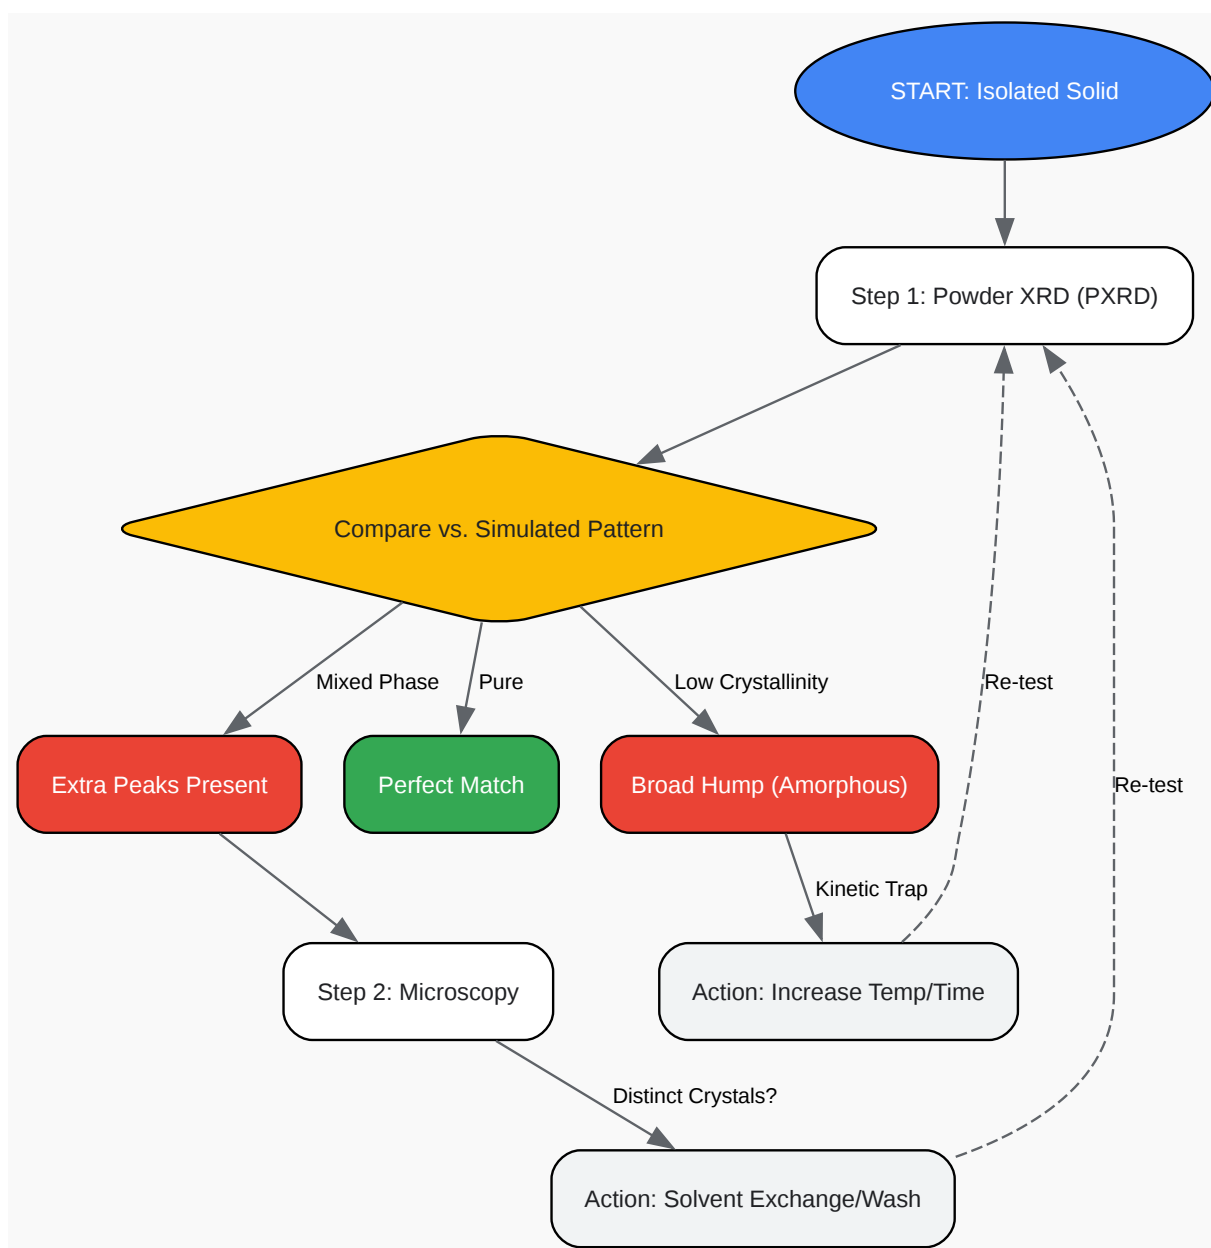 START: Isolated Solid
Step 1: Powder XRD (PXRD)
Compare vs. Simulated Pattern
Mixed Phase
Pure
Low Crystallinity
Re-test
Extra Peaks Present
Perfect Match
Broad Hump (Amorphous)
Re-test
Kinetic Trap
Step 2: Microscopy
Action: Increase Temp/Time
Distinct Crystals?
Action: Solvent Exchange/Wash